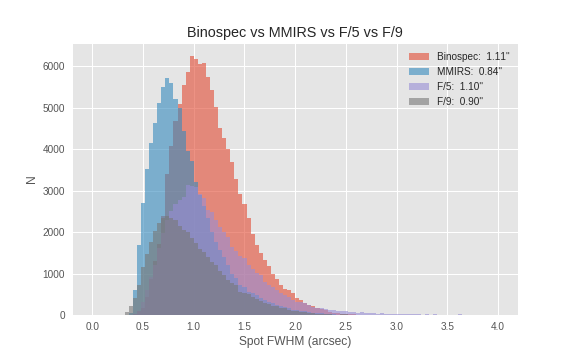 Binospec vs MMIRS vs F/5 vs F/9
Binospec: 1.11"
MMIRS: 0.84"
F/5: 1.10"
F/9: 0.90"
6000
5000
4000
3000
2000
1000
0
N
0.0 0.5 1.0 1.5 2.0 2.5 3.0 3.5 4.0
Spot FWHM (arcsec)